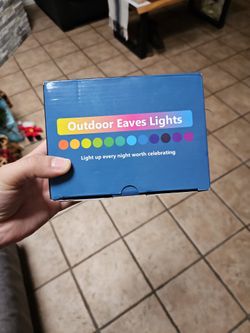 Outdoor Eaves Lights
Light up every night worth celebrating